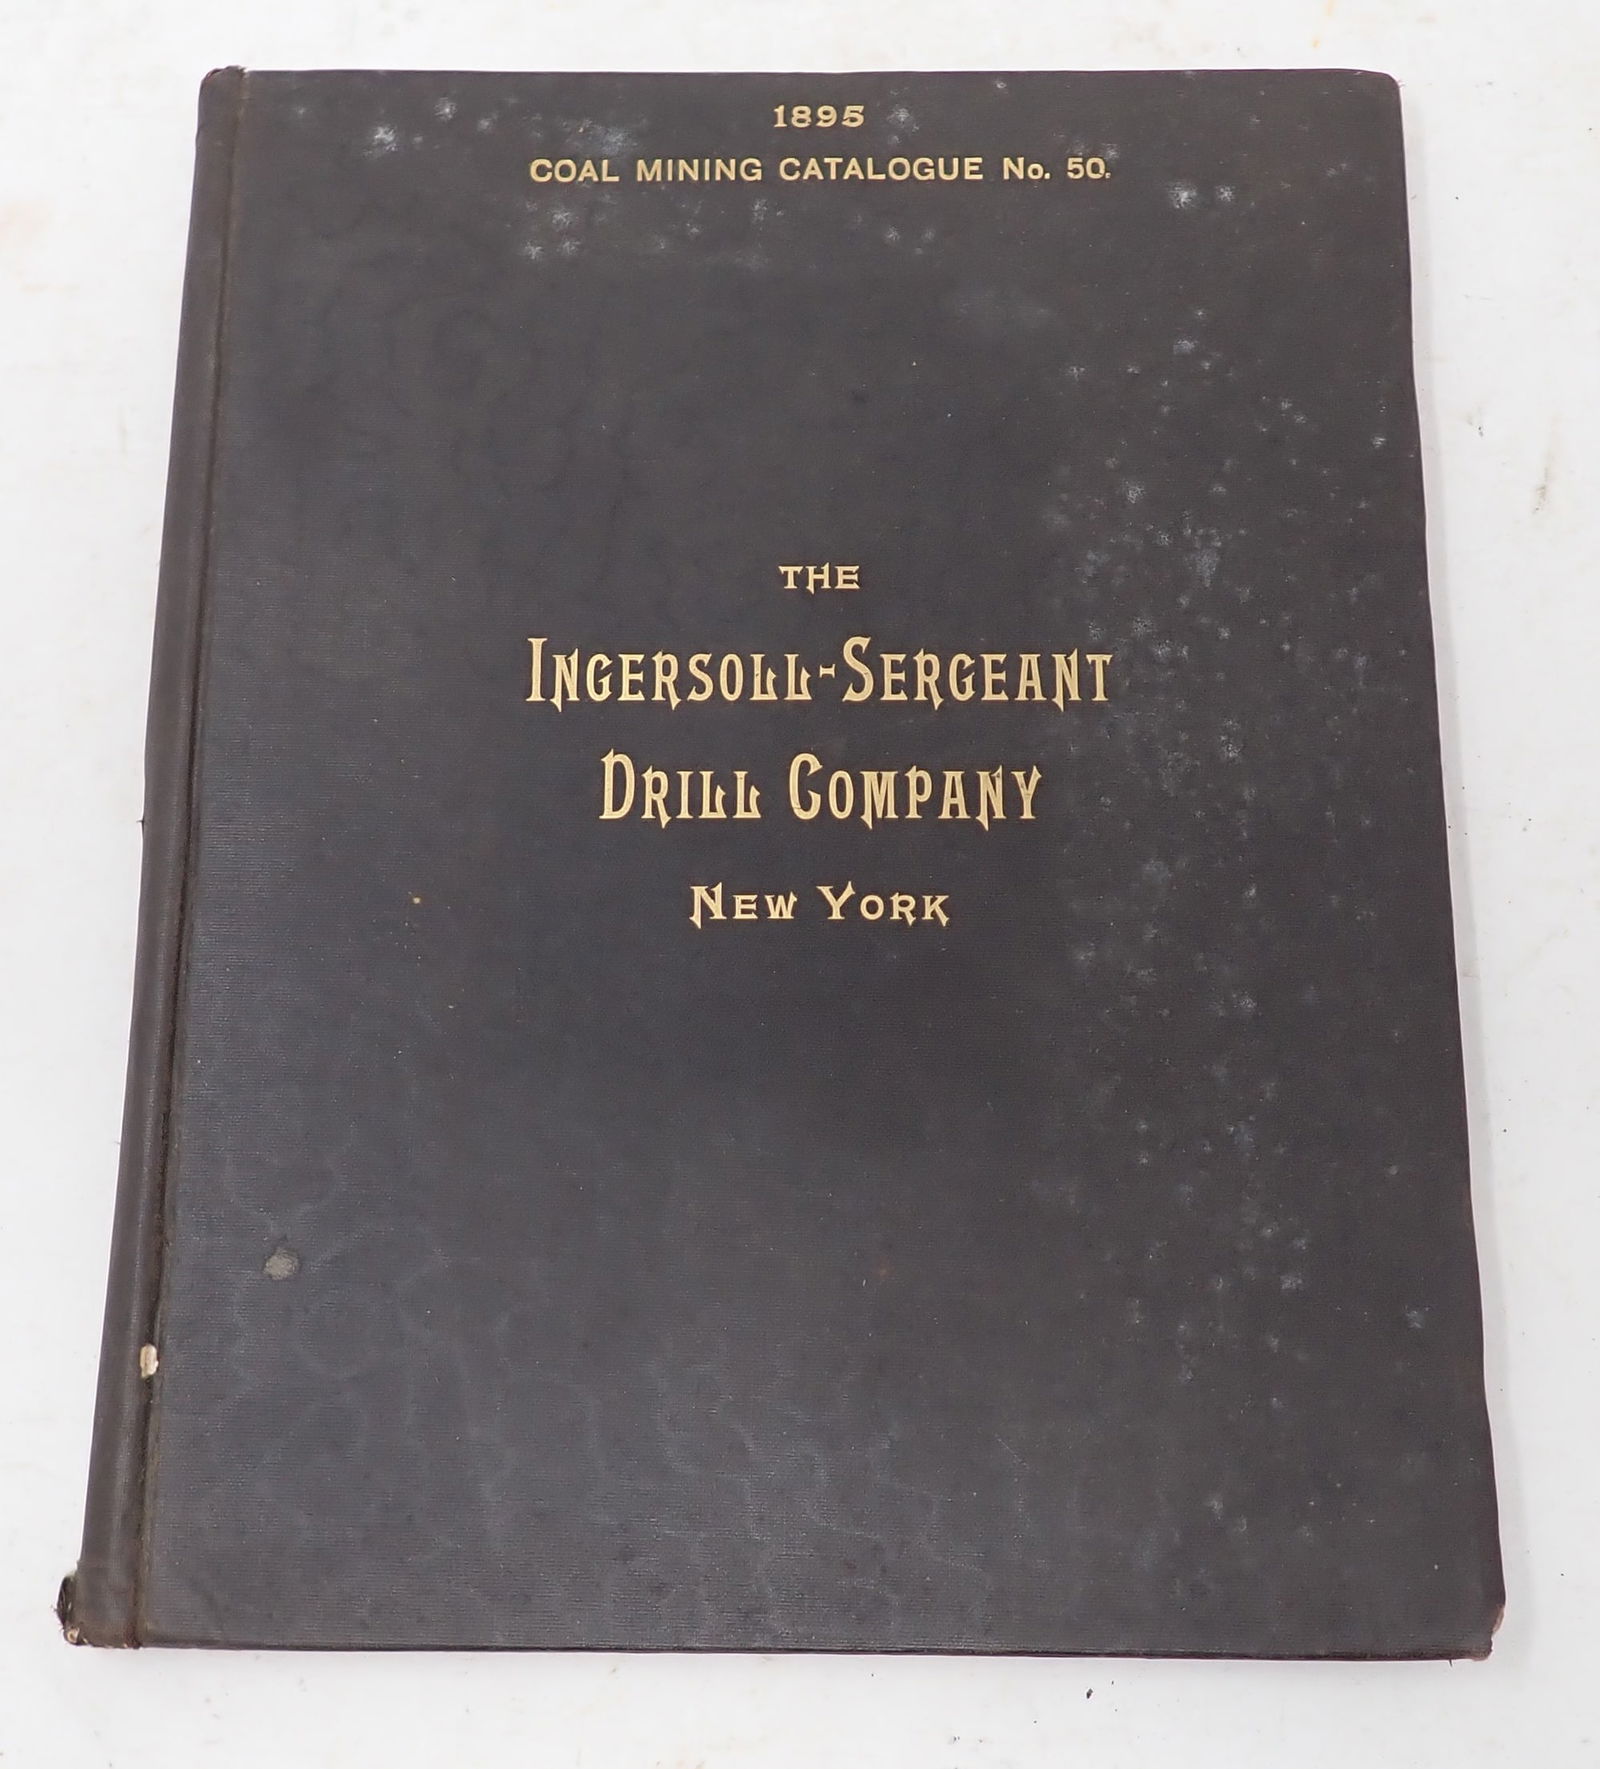 1895
COAL MINING CATALOGUE No. 50.
THE
INGERSOLL-SERGEANT
DRILL COMPANY
NEW YORK